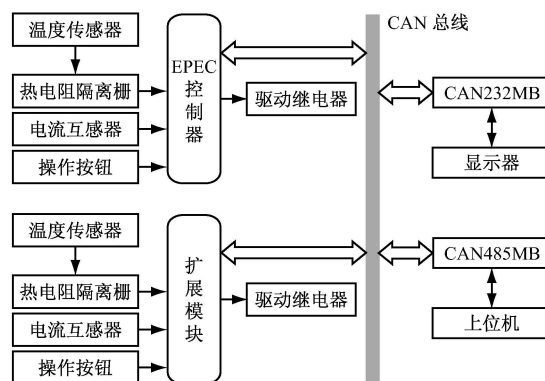 温度传感器
热电阻隔离栅
电流互感器
操作按钮
EPEC
控
制
器
驱动继电器
CAN 总线
CAN232MB
显示器
温度传感器
热电阻隔离栅
电流互感器
操作按钮
扩
展
模
块
驱动继电器
CAN485MB
上位机